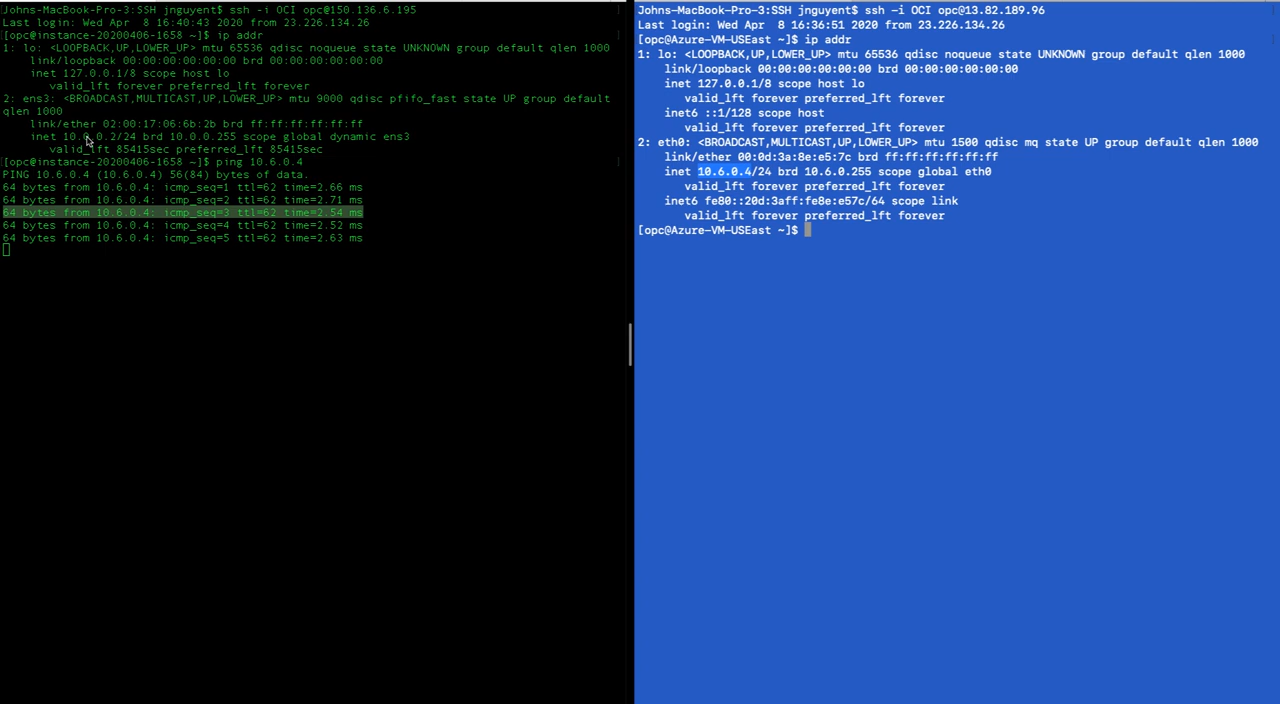 Johns-MacBook-Pro-3:SSH jnguyent$ ssh -i OCI opc@150.136.6.195
Last login: Wed Apr  8 16:40:43 2020 from 23.226.134.26
[opc@instance-20200406-1658 ~]$ ip addr
1: lo: <LOOPBACK,UP,LOWER_UP> mtu 65536 qdisc noqueue state UNKNOWN group default qlen 1000
    link/loopback 00:00:00:00:00:00 brd 00:00:00:00:00:00
    inet 127.0.0.1/8 scope host lo
       valid_lft forever preferred_lft forever
2: ens3: <BROADCAST,MULTICAST,UP,LOWER_UP> mtu 9000 qdisc pfifo_fast state UP group default
qlen 1000
    link/ether 02:00:17:06:6b:2b brd ff:ff:ff:ff:ff:ff
    inet 10.0.0.2/24 brd 10.0.0.255 scope global dynamic ens3
       valid_lft 85415sec preferred_lft 85415sec
[opc@instance-20200406-1658 ~]$ ping 10.6.0.4
PING 10.6.0.4 (10.6.0.4) 56(84) bytes of data.
64 bytes from 10.6.0.4: icmp_seq=1 ttl=62 time=2.66 ms
64 bytes from 10.6.0.4: icmp_seq=2 ttl=62 time=2.71 ms
64 bytes from 10.6.0.4: icmp_seq=3 ttl=62 time=2.54 ms
64 bytes from 10.6.0.4: icmp_seq=4 ttl=62 time=2.52 ms
64 bytes from 10.6.0.4: icmp_seq=5 ttl=62 time=2.63 ms
Johns-MacBook-Pro-3:SSH jnguyent$ ssh -i OCI opc@13.82.189.96
Last login: Wed Apr  8 16:36:51 2020 from 23.226.134.26
[opc@Azure-VM-USEast ~]$ ip addr
1: lo: <LOOPBACK,UP,LOWER_UP> mtu 65536 qdisc noqueue state UNKNOWN group default qlen 1000
    link/loopback 00:00:00:00:00:00 brd 00:00:00:00:00:00
    inet 127.0.0.1/8 scope host lo
       valid_lft forever preferred_lft forever
    inet6 ::1/128 scope host
       valid_lft forever preferred_lft forever
2: eth0: <BROADCAST,MULTICAST,UP,LOWER_UP> mtu 1500 qdisc mq state UP group default qlen 1000
    link/ether 00:0d:3a:8e:e5:7c brd ff:ff:ff:ff:ff:ff
    inet 10.6.0.4/24 brd 10.6.0.255 scope global eth0
       valid_lft forever preferred_lft forever
    inet6 fe80::20d:3aff:fe8e:e57c/64 scope link
       valid_lft forever preferred_lft forever
[opc@Azure-VM-USEast ~]$